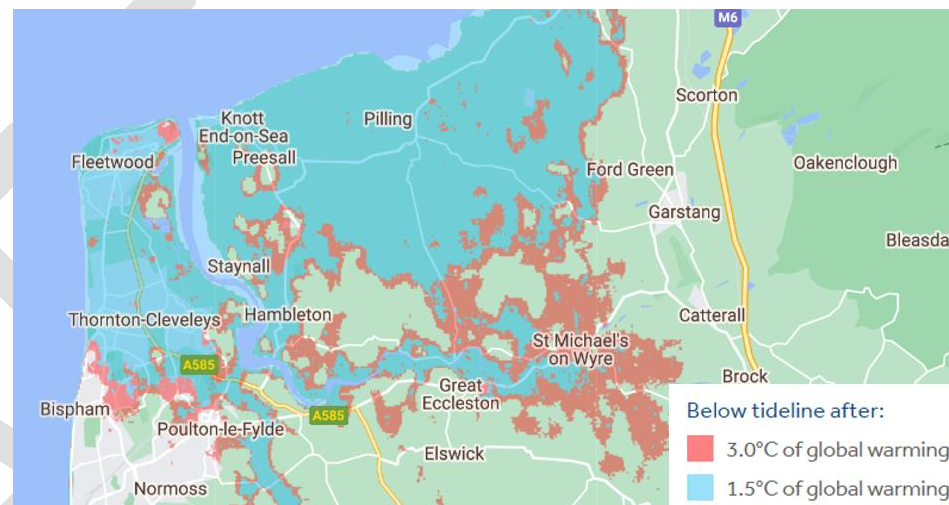 M6
Scorton
Knott
End-on-Sea
Pilling
Fleetwood
Preesall
Ford Green
Oakenclough
Garstang
Bleasda
Staynall
Thornton-Cleveleys
Hambleton
Catterall
St Michael's
on Wyre
A585
Brock
Great
Eccleston
Bispham
A585
Poulton-le-Fylde
Elswick
Normoss
Below tideline after:
3.0°C of global warming
1.5°C of global warming